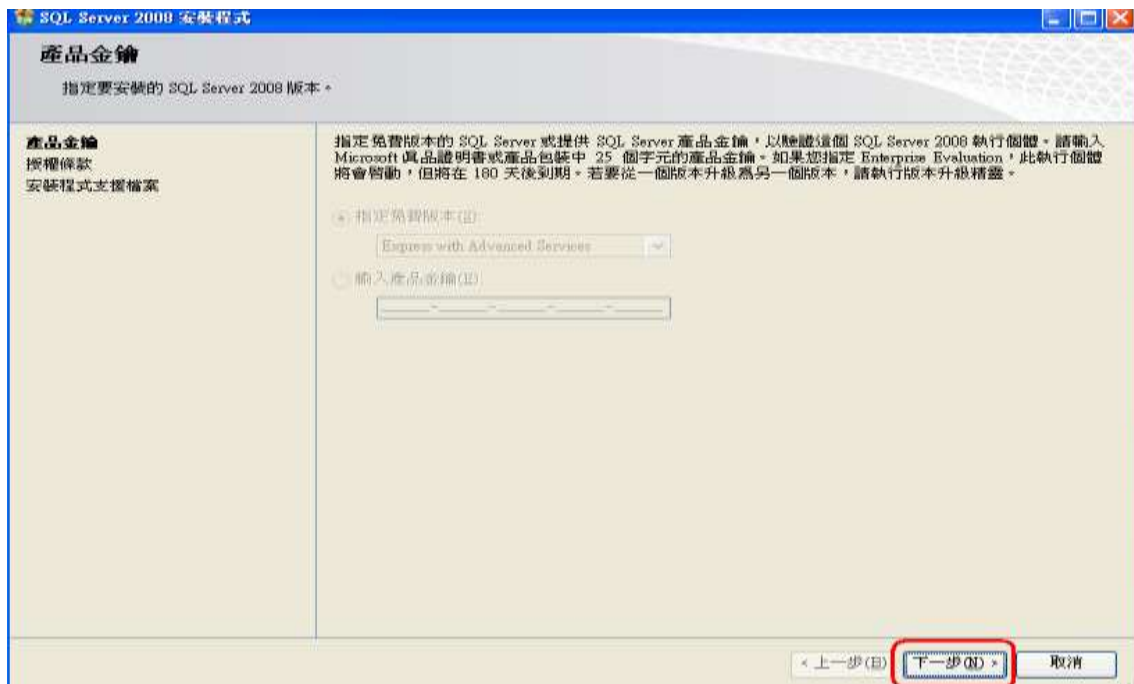 SQL Server 2008 安裝程式
產品金鑰
指定要安裝的 SQL Server 2008 版本。
產品金鑰
授權條款
安裝程式支援檔案
指定免費版本的 SQL Server 或提供 SQL Server 產品金鑰，以驗證這個 SQL Server 2008 執行個體。請輸入
Microsoft 真品證明書或產品包裝中 25 個字元的產品金鑰。如果您指定 Enterprise Evaluation，此執行個體
將會啟動，但將在 180 天後到期。若要從一個版本升級為另一個版本，請執行版本升級精靈。
指定免費版本(S)
Express with Advanced Services
輸入產品金鑰(E)
< 上一步(B)
下一步(N) >
取消